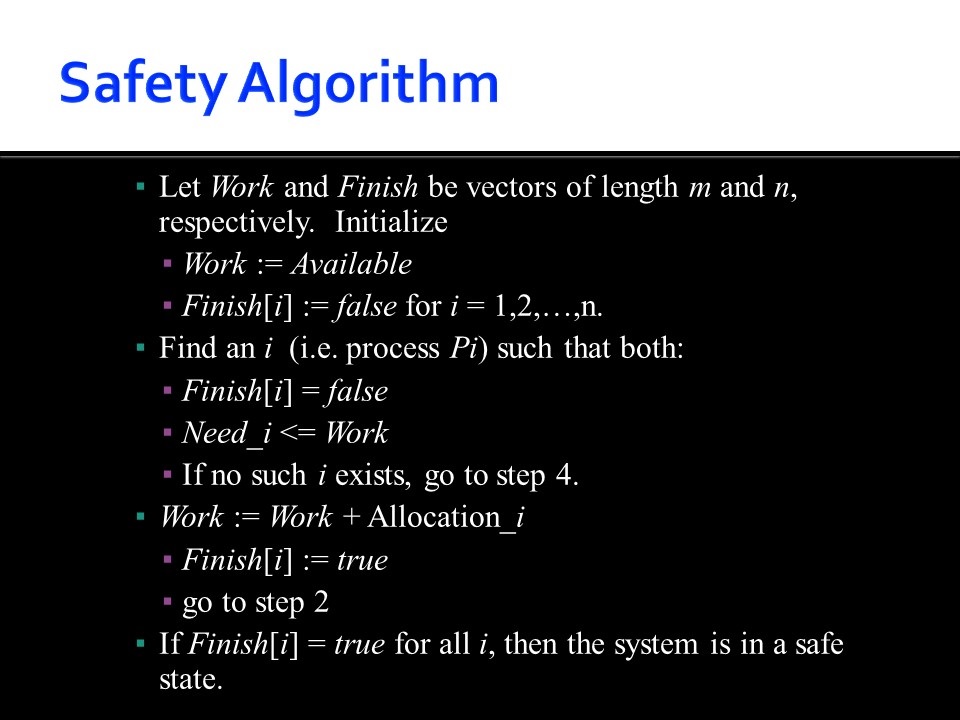 Safety Algorithm
▪ Let Work and Finish be vectors of length m and n,
respectively.  Initialize
▪ Work := Available
▪ Finish[i] := false for i = 1,2,…,n.
▪ Find an i  (i.e. process Pi) such that both:
▪ Finish[i] = false
▪ Need_i <= Work
▪ If no such i exists, go to step 4.
▪ Work := Work + Allocation_i
▪ Finish[i] := true
▪ go to step 2
▪ If Finish[i] = true for all i, then the system is in a safe
state.